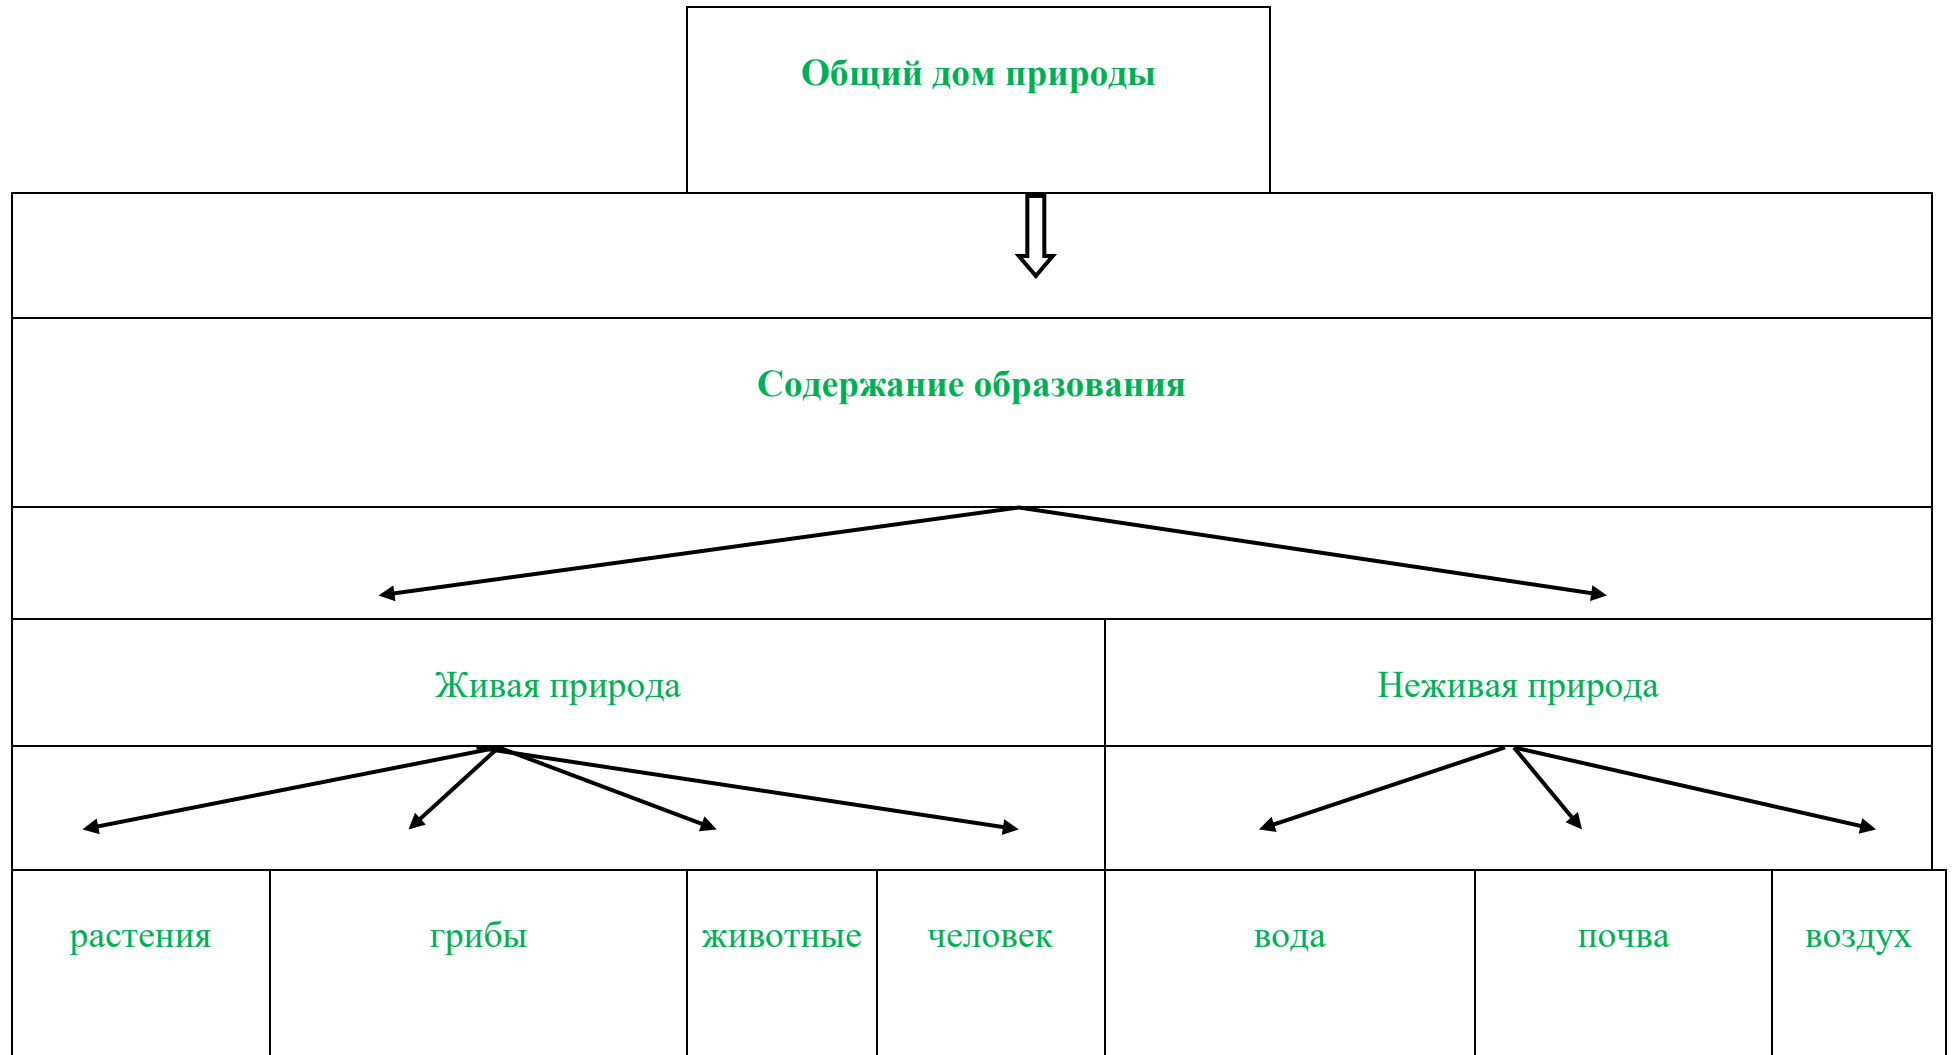 Общий дом природы
Содержание образования
Живая природа
Неживая природа
растения
грибы
животные
человек
вода
почва
воздух